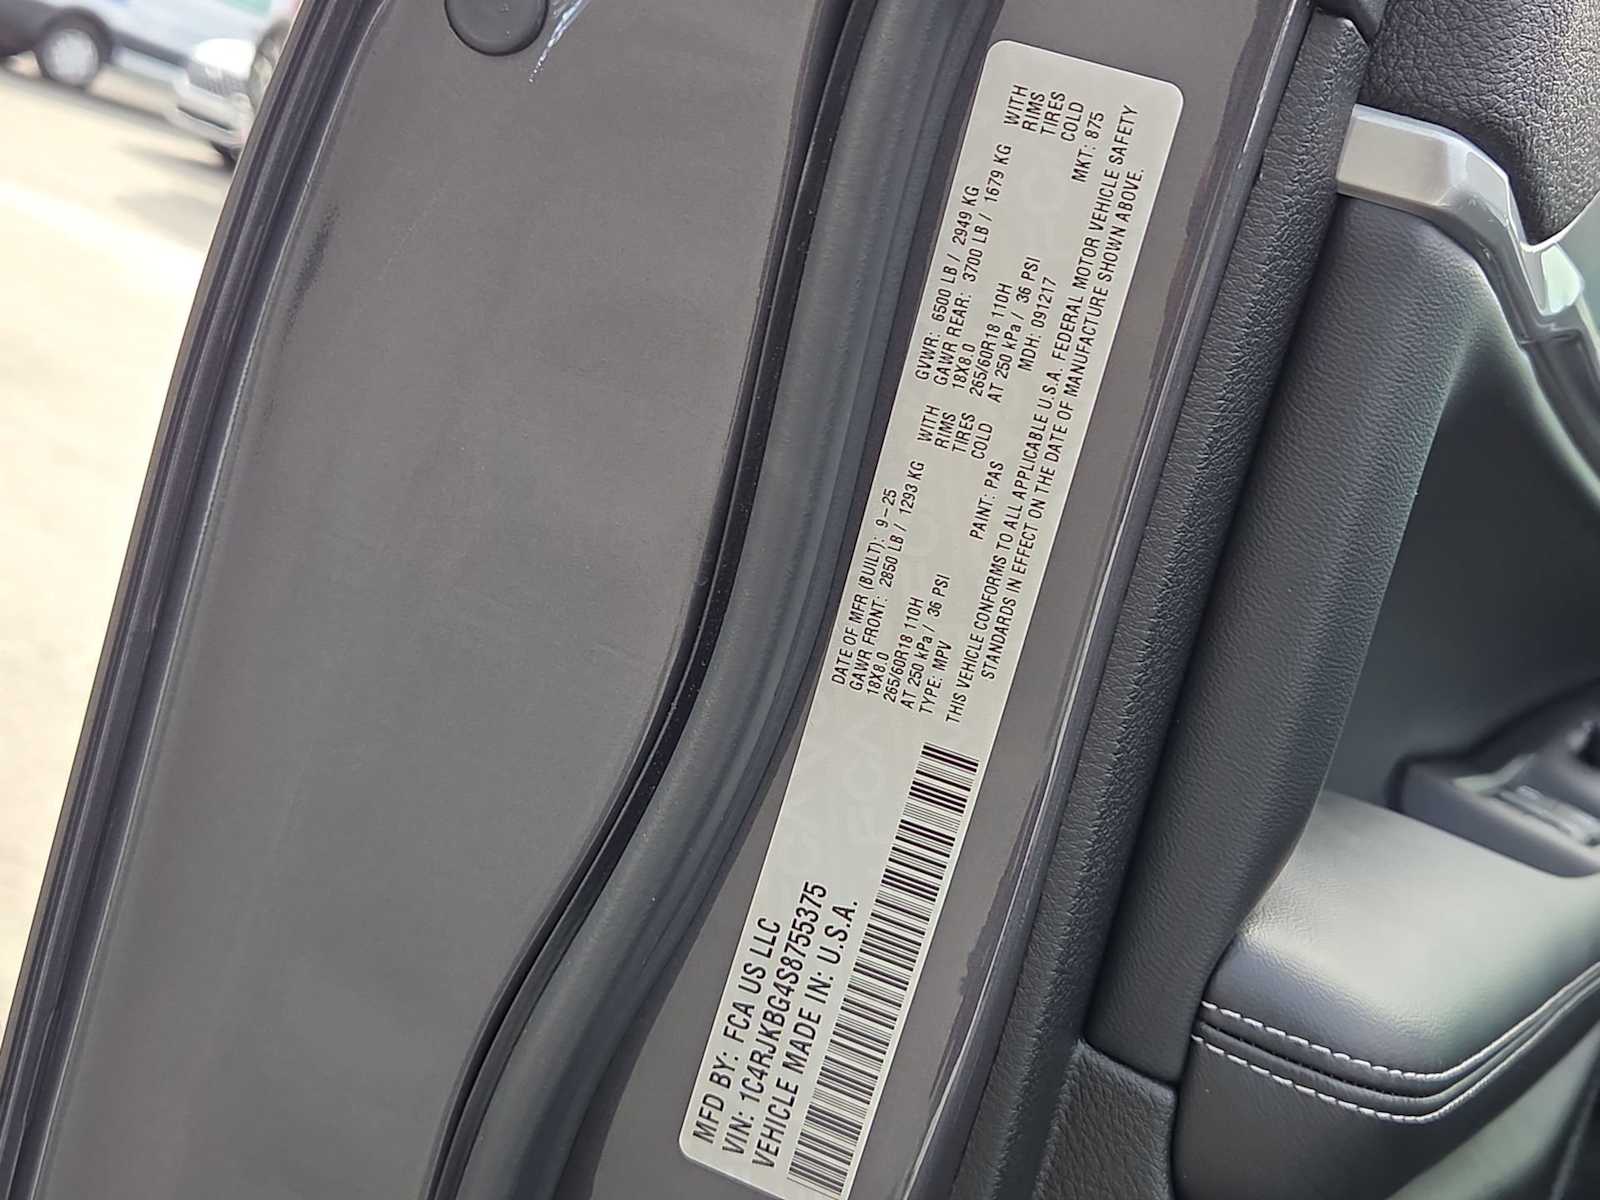 MFD BY: FCA US LLC
VIN: 1C4RJKBG4S8755375
VEHICLE MADE IN: U.S.A.
DATE OF MFR (BUILT): 9-25 GVWR: 6500 LB / 2949 KG
GAWR FRONT: 2850 LB / 1293 KG WITH GAWR REAR: 3700 LB / 1679 KG WITH
18X8.0 RIMS 18X8.0 RIMS
265/60R18 110H TIRES 265/60R18 110H TIRES
AT 250 kPa / 36 PSI COLD AT 250 kPa / 36 PSI COLD
TYPE: MPV PAINT: PAS MDH: 091217 MKT: 875
THIS VEHICLE CONFORMS TO ALL APPLICABLE U.S.A. FEDERAL MOTOR VEHICLE SAFETY
STANDARDS IN EFFECT ON THE DATE OF MANUFACTURE SHOWN ABOVE.